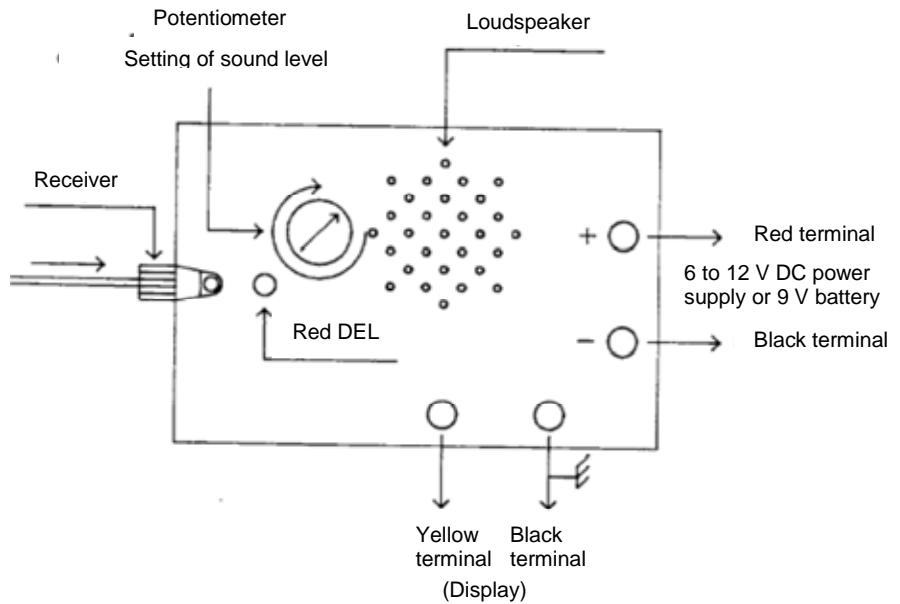 Potentiometer
Setting of sound level
Loudspeaker
Receiver
Red DEL
+
Red terminal
6 to 12 V DC power
supply or 9 V battery
−
Black terminal
Yellow
terminal
Black
terminal
(Display)